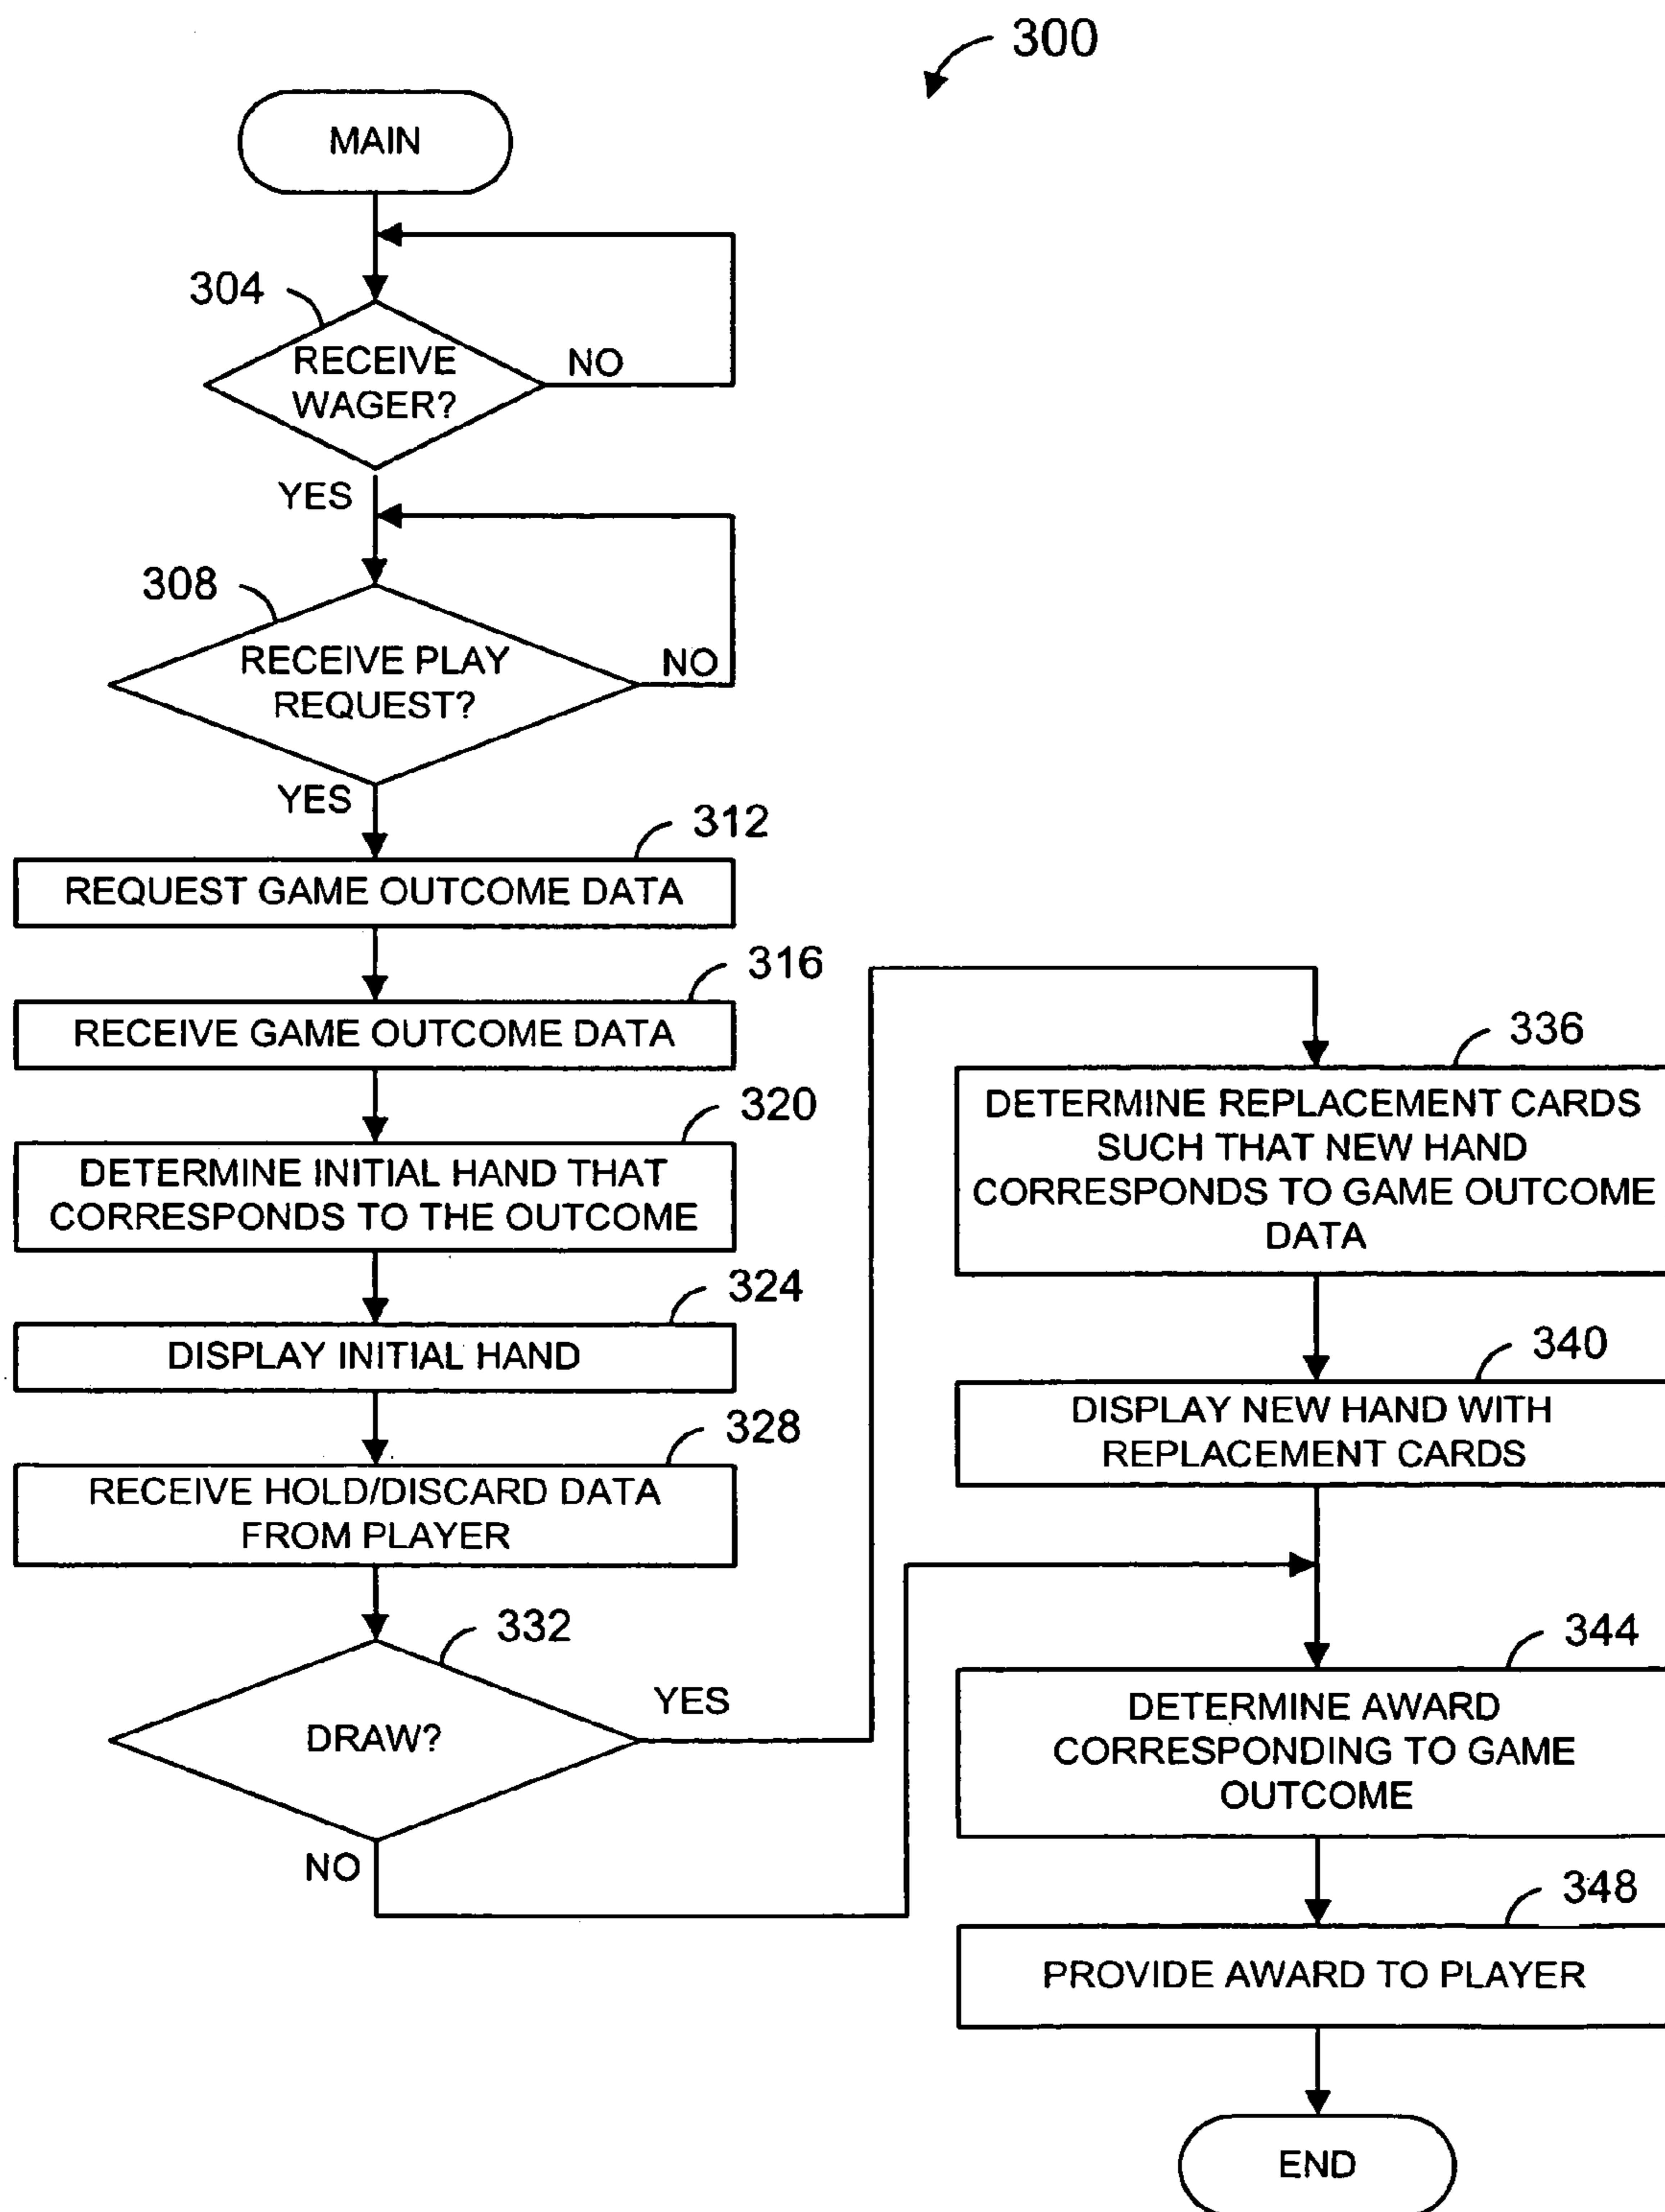 300
MAIN
304
RECEIVE
WAGER?
NO
YES
308
RECEIVE PLAY
REQUEST?
NO
YES
312
REQUEST GAME OUTCOME DATA
316
RECEIVE GAME OUTCOME DATA
320
DETERMINE INITIAL HAND THAT
CORRESPONDS TO THE OUTCOME
324
DISPLAY INITIAL HAND
328
RECEIVE HOLD/DISCARD DATA
FROM PLAYER
332
DRAW?
YES
NO
336
DETERMINE REPLACEMENT CARDS
SUCH THAT NEW HAND
CORRESPONDS TO GAME OUTCOME
DATA
340
DISPLAY NEW HAND WITH
REPLACEMENT CARDS
344
DETERMINE AWARD
CORRESPONDING TO GAME
OUTCOME
348
PROVIDE AWARD TO PLAYER
END